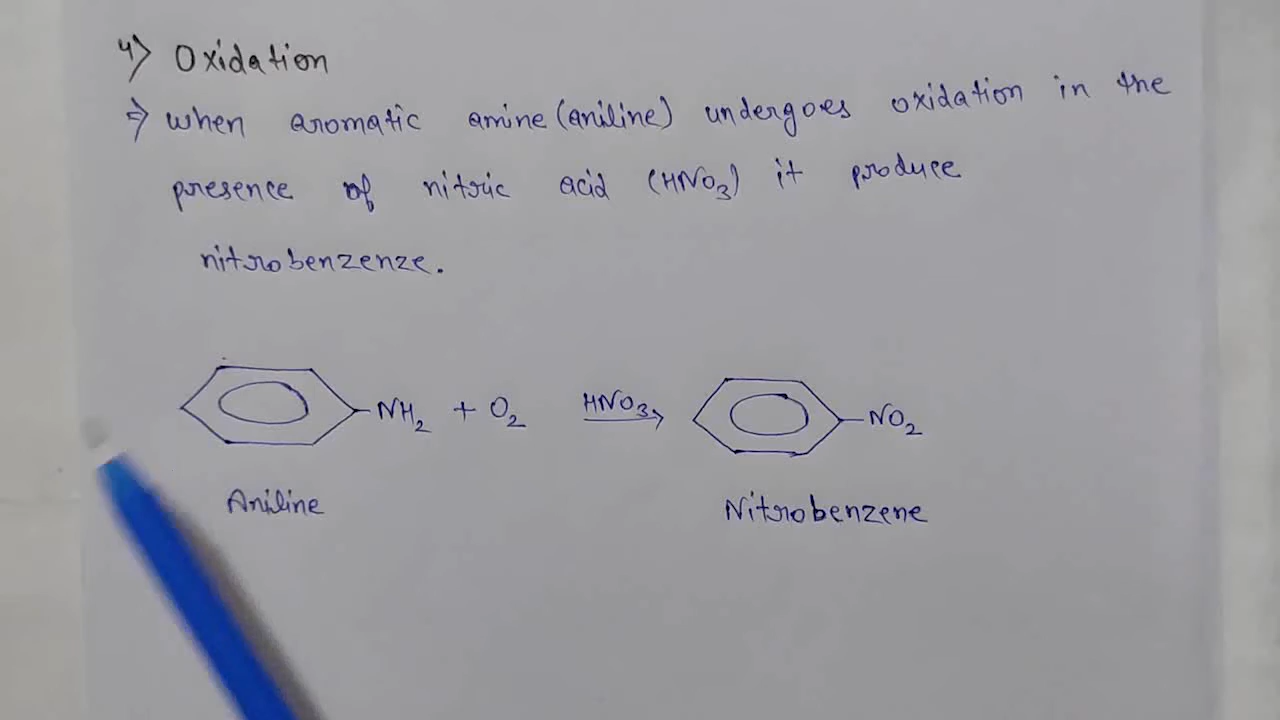 4) Oxidation
⇒ when aromatic amine (aniline) undergoes oxidation in the
presence of nitric acid (HNO₃) it produce
nitrobenzenze.
NH₂ + O₂ HNO₃ → NO₂
Aniline Nitrobenzene